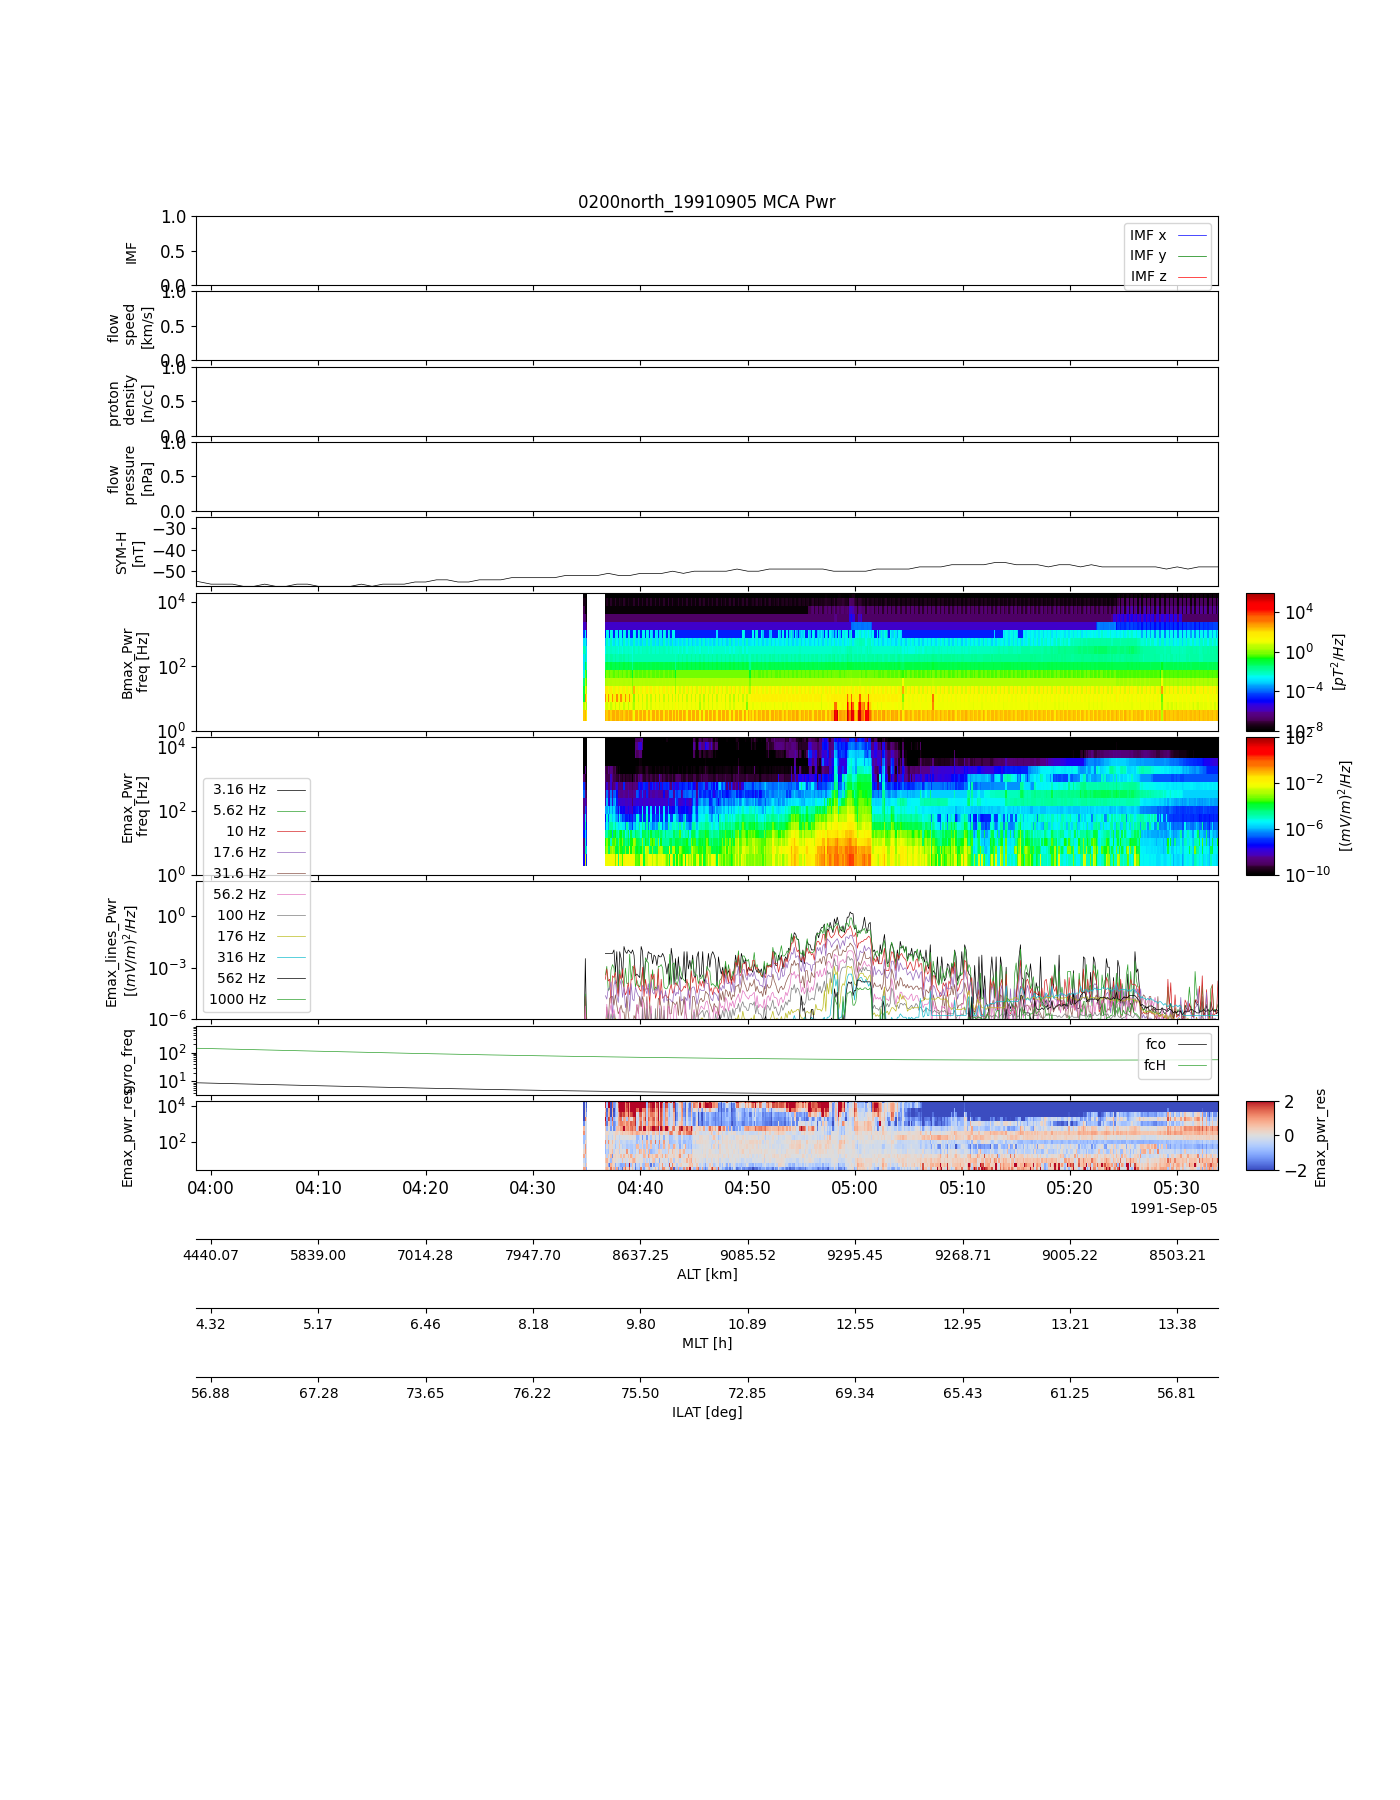 0200north_19910905 MCA Pwr
1.0
0.5
0.0
IMF
IMF x
IMF y
IMF z
1.0
0.5
0.0
flow
speed
[km/s]
1.0
0.5
0.0
proton
density
[n/cc]
1.0
0.5
0.0
flow
pressure
[nPa]
−30
−40
−50
SYM-H
[nT]
10^4
10^2
10^0
Bmax_Pwr
freq [Hz]
10^4
10^0
10^−4
10^−8
[pT^2/Hz]
10^4
10^2
10^0
Emax_Pwr
freq [Hz]
10^2
10^−2
10^−6
10^−10
[(mV/m)^2/Hz]
3.16 Hz
5.62 Hz
10 Hz
17.6 Hz
31.6 Hz
56.2 Hz
100 Hz
176 Hz
316 Hz
562 Hz
1000 Hz
10^0
10^−3
10^−6
Emax_lines_Pwr
[(mV/m)^2/Hz]
10^2
10^1
gyro_freq
fco
fcH
10^4
10^2
Emax_pwr_res
2
0
−2
Emax_pwr_res
04:00 04:10 04:20 04:30 04:40 04:50 05:00 05:10 05:20 05:30
1991-Sep-05
4440.07 5839.00 7014.28 7947.70 8637.25 9085.52 9295.45 9268.71 9005.22 8503.21
ALT [km]
4.32 5.17 6.46 8.18 9.80 10.89 12.55 12.95 13.21 13.38
MLT [h]
56.88 67.28 73.65 76.22 75.50 72.85 69.34 65.43 61.25 56.81
ILAT [deg]